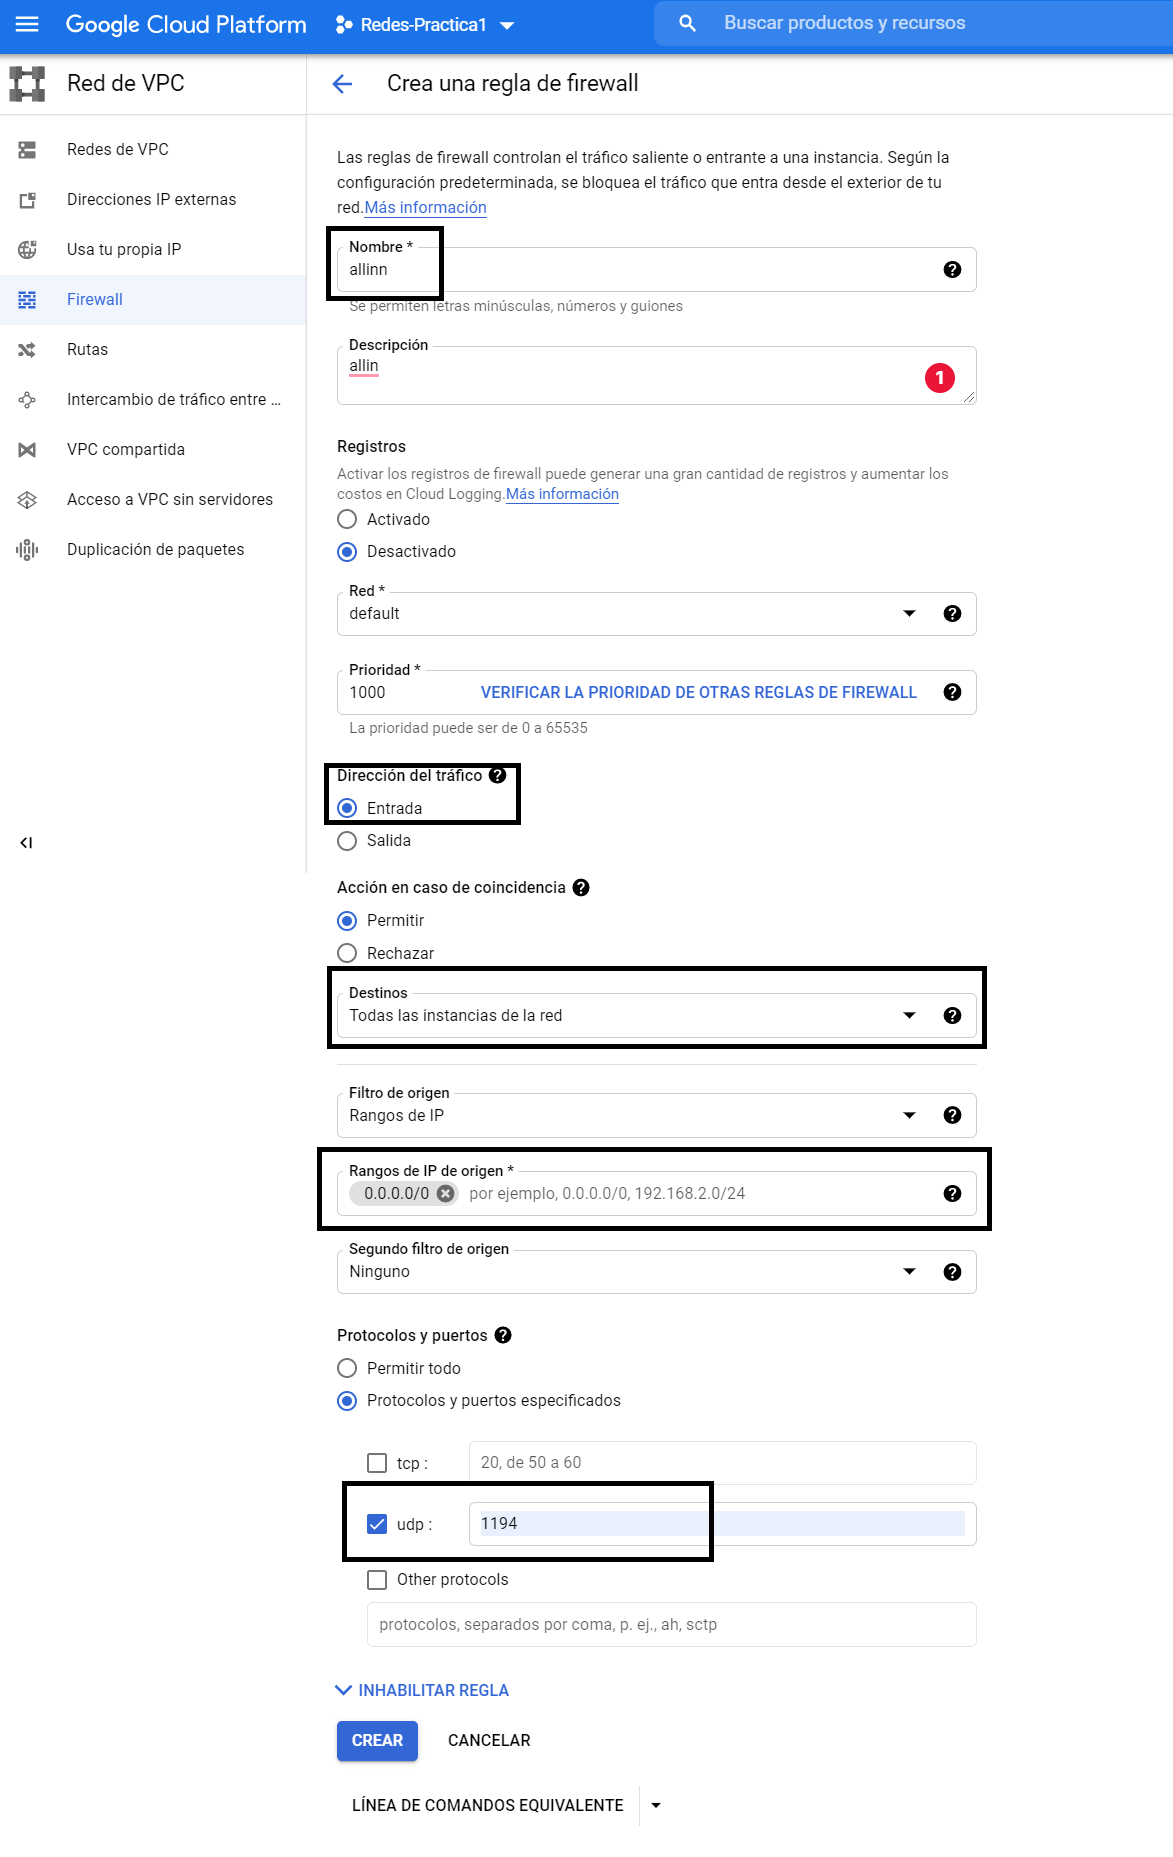 Google Cloud Platform
Redes-Practica1
Buscar productos y recursos
Red de VPC
Crea una regla de firewall
Redes de VPC
Direcciones IP externas
Usa tu propia IP
Firewall
Rutas
Intercambio de tráfico entre ...
VPC compartida
Acceso a VPC sin servidores
Duplicación de paquetes
Las reglas de firewall controlan el tráfico saliente o entrante a una instancia. Según la
configuración predeterminada, se bloquea el tráfico que entra desde el exterior de tu
red.Más información
Nombre *
allinn
Se permiten letras minúsculas, números y guiones
Descripción
allin
1
Registros
Activar los registros de firewall puede generar una gran cantidad de registros y aumentar los
costos en Cloud Logging.Más información
Activado
Desactivado
Red *
default
Prioridad *
1000 VERIFICAR LA PRIORIDAD DE OTRAS REGLAS DE FIREWALL
La prioridad puede ser de 0 a 65535
Dirección del tráfico
Entrada
Salida
Acción en caso de coincidencia
Permitir
Rechazar
Destinos
Todas las instancias de la red
Filtro de origen
Rangos de IP
Rangos de IP de origen *
0.0.0.0/0 por ejemplo, 0.0.0.0/0, 192.168.2.0/24
Segundo filtro de origen
Ninguno
Protocolos y puertos
Permitir todo
Protocolos y puertos especificados
tcp : 20, de 50 a 60
udp : 1194
Other protocols
protocolos, separados por coma, p. ej., ah, sctp
INHABILITAR REGLA
CREAR CANCELAR
LÍNEA DE COMANDOS EQUIVALENTE